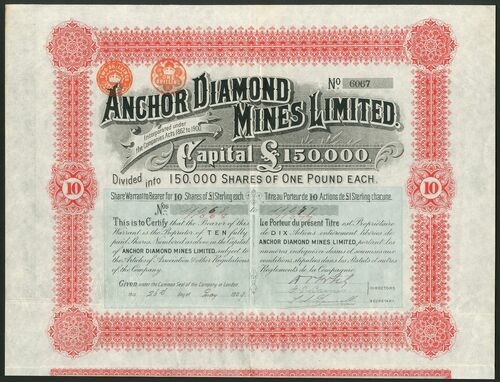 No 6067
ANCHOR DIAMOND
MINES LIMITED.
Incorporated under
the Companies Acts, 1862 to 1900.
Capital £150,000,
Divided into 150,000 SHARES OF ONE POUND EACH.
10
10
Share Warrant to Bearer for 10 Shares of £1 Sterling each.
Nos
This is to Certify that the Bearer of this
Warrant is the Proprietor of TEN fully
paid Shares Numbered as above in the Capital
ANCHOR DIAMOND MINES LIMITED, subject to
the Articles of Association & other Regulations
of the Company.
Given under the Common Seal of the Company in London
day of
Titre au Porteur de 10 Actions de £1 Sterling chacune.
Le Porteur du présent Titre est Propriétaire
de DIX Actions entièrement libérées de
ANCHOR DIAMOND MINES LIMITED, portant les
numéros indiqués ci dessus et soumises aux
conditions stipulées dans les Statuts et autres
Règlements de la Compagnie.
DIRECTORS
SECRETARY